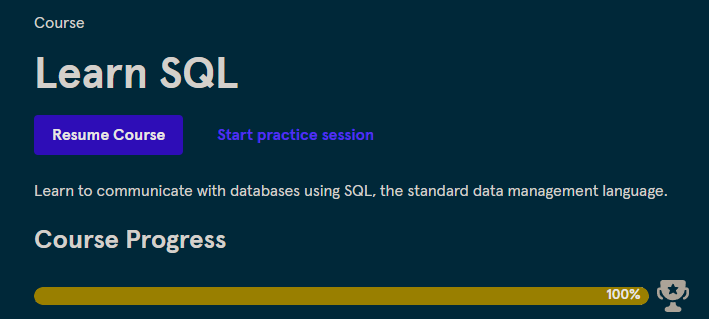 Course
Learn SQL
Resume Course Start practice session
Learn to communicate with databases using SQL, the standard data management language.
Course Progress
100%